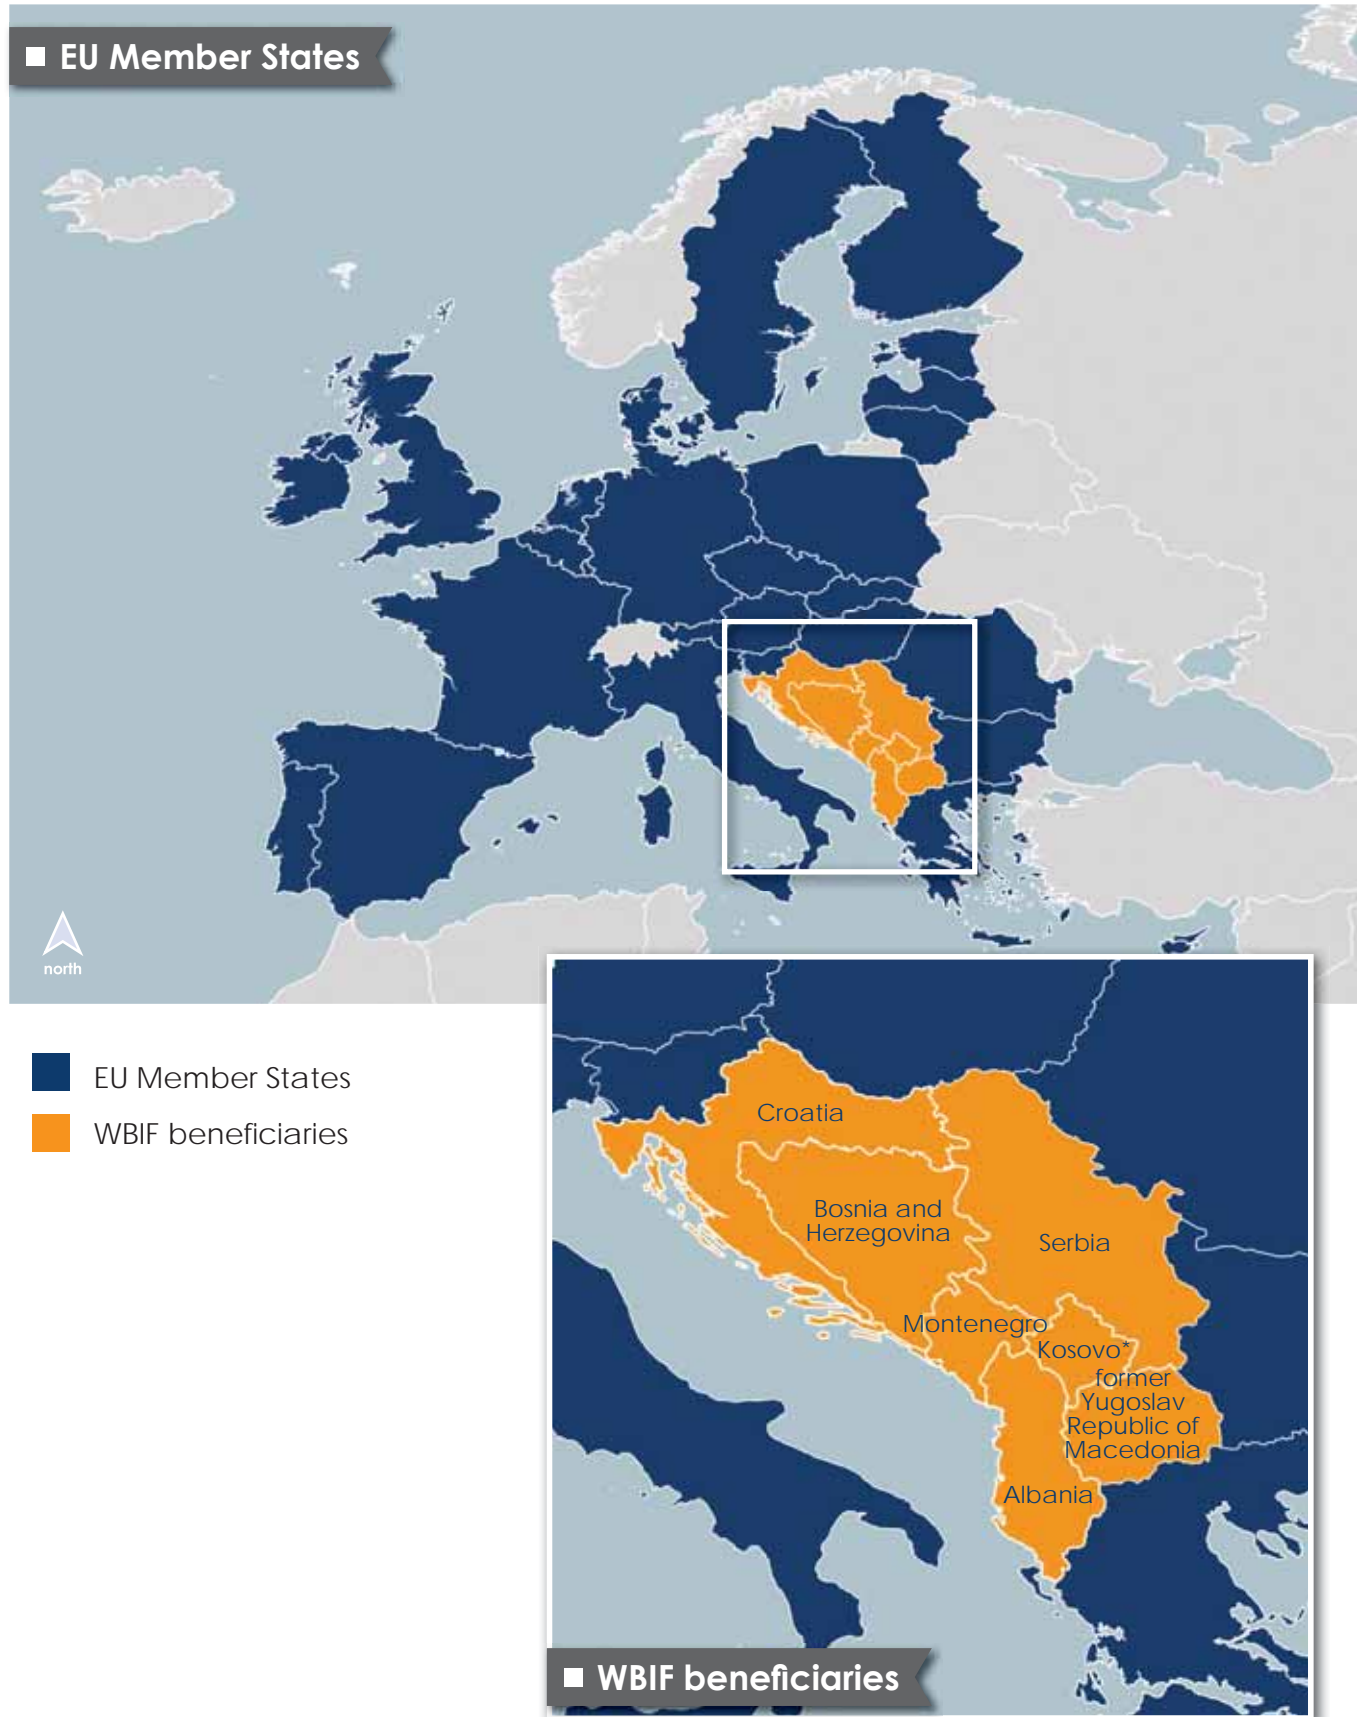 EU Member States
north
EU Member States
WBIF beneficiaries
Croatia
Bosnia and
Herzegovina
Serbia
Montenegro
Kosovo*
former
Yugoslav
Republic of
Macedonia
Albania
WBIF beneficiaries